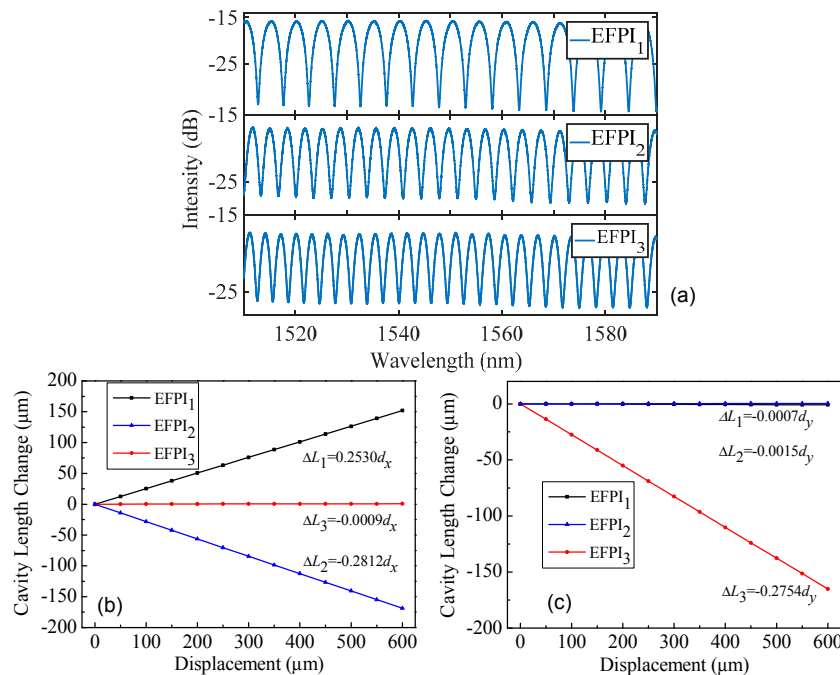 -15
-25
-15
-25
-15
-25
Intensity (dB)
EFPI1
EFPI2
EFPI3
(a)
1520 1540 1560 1580
Wavelength (nm)
200
150
100
50
0
-50
-100
-150
-200
Cavity Length Change (μm)
EFPI1
EFPI2
EFPI3
ΔL1=0.2530dx
ΔL3=-0.0009dx
ΔL2=-0.2812dx
(b)
0 100 200 300 400 500 600
Displacement (μm)
0
-50
-100
-150
-200
Cavity Length Change (μm)
ΔL1=-0.0007dy
ΔL2=-0.0015dy
EFPI1
EFPI2
EFPI3
ΔL3=-0.2754dy
(c)
0 100 200 300 400 500 600
Displacement (μm)